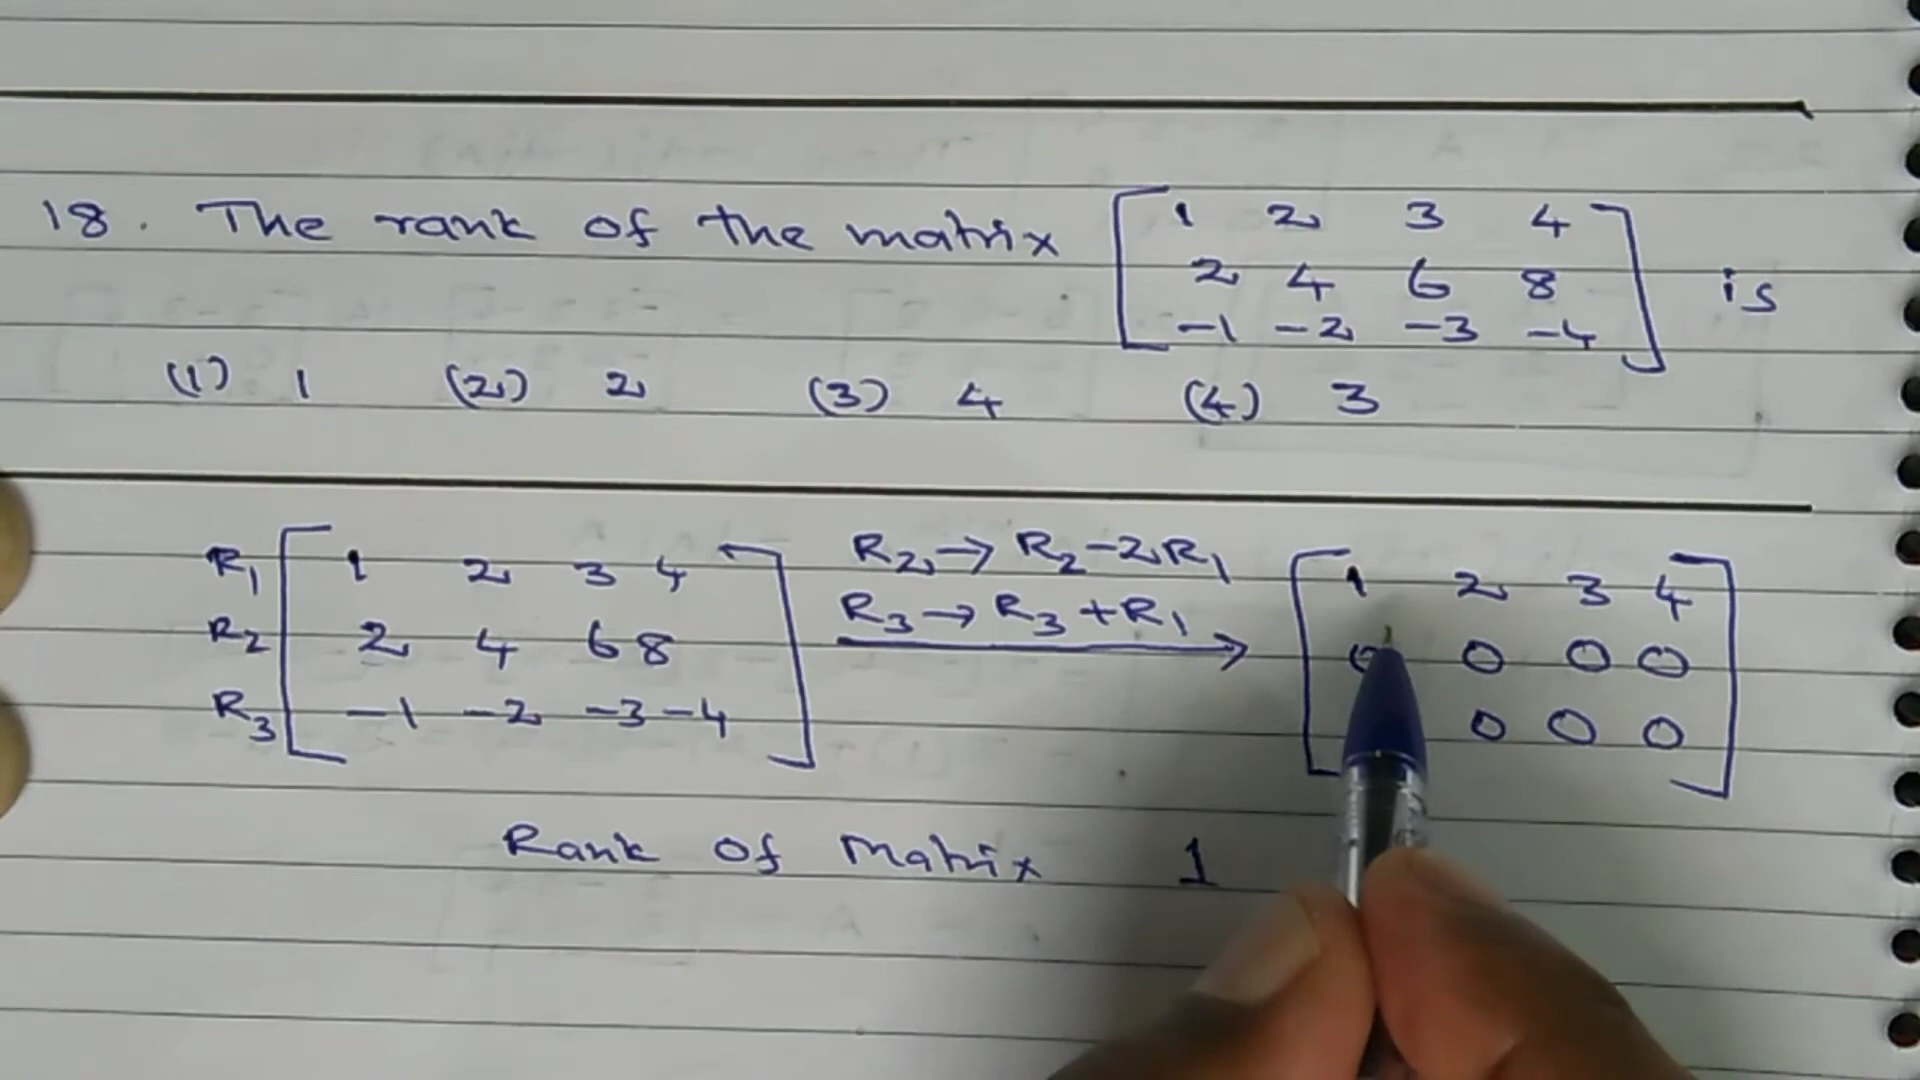 18. The rank of the matrix [1 2 3 4
2 4 6 8
-1 -2 -3 -4] is
(1) 1 (2) 2 (3) 4 (4) 3
R1 [1 2 3 4
R2 2 4 6 8
R3 -1 -2 -3 -4]
R2 → R2 - 2R1
R3 → R3 + R1
[1 2 3 4
0 0 0 0
0 0 0]
Rank of Matrix 1